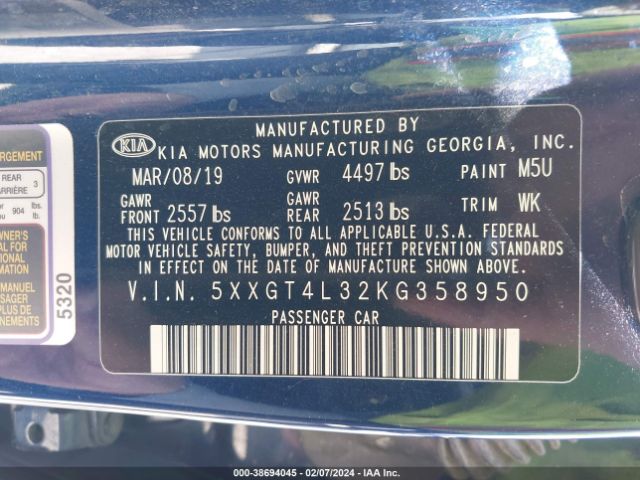 MANUFACTURED BY
KIA KIA MOTORS MANUFACTURING GEORGIA, INC.
MAR/08/19 GVWR 4497 lbs PAINT M5U
GAWR FRONT 2557 lbs GAWR REAR 2513 lbs TRIM WK
THIS VEHICLE CONFORMS TO ALL APPLICABLE U.S.A. FEDERAL
MOTOR VEHICLE SAFETY, BUMPER, AND THEFT PREVENTION STANDARDS
IN EFFECT ON THE DATE OF MANUFACTURE SHOWN ABOVE.
V.I.N. 5XXGT4L32KG358950
PASSENGER CAR
REAR
3
904
lbs.
lb.
MANUEL
PLUS
5320
000-38694045 — 02/07/2024 — IAA Inc.